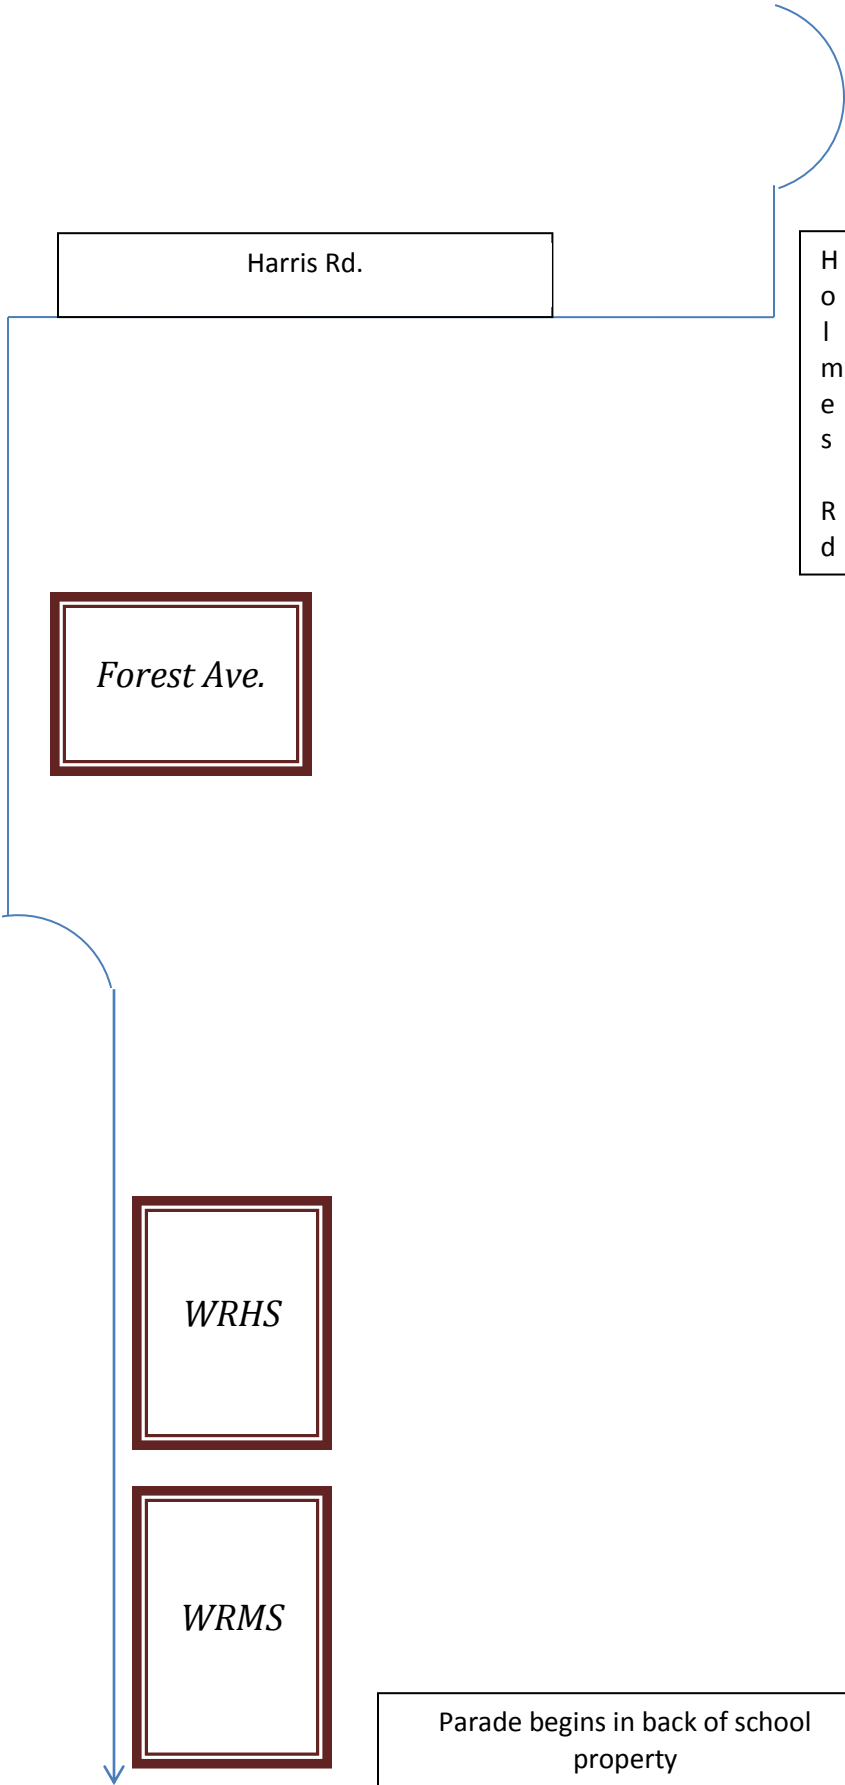 Harris Rd.
H
o
l
m
e
s
R
d
Forest Ave.
WRHS
WRMS
Parade begins in back of school
property